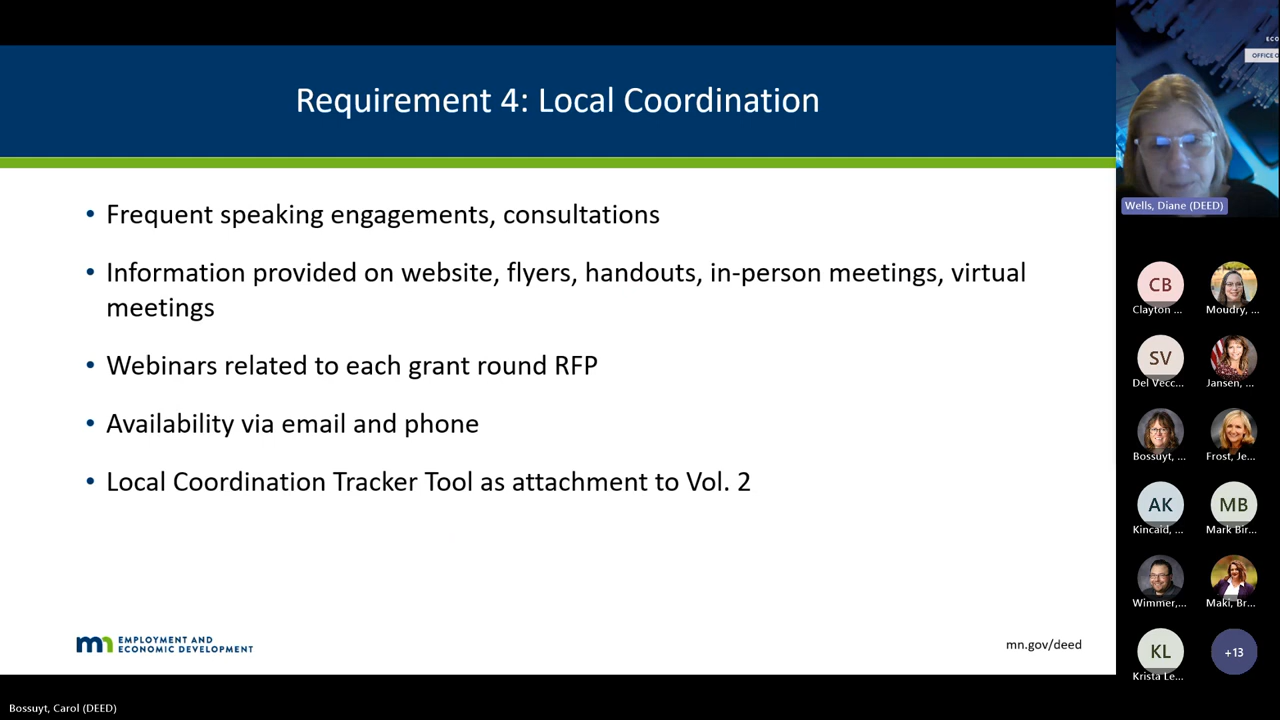 Requirement 4: Local Coordination
• Frequent speaking engagements, consultations
• Information provided on website, flyers, handouts, in-person meetings, virtual
meetings
• Webinars related to each grant round RFP
• Availability via email and phone
• Local Coordination Tracker Tool as attachment to Vol. 2
mn EMPLOYMENT AND
ECONOMIC DEVELOPMENT
mn.gov/deed
ECO
OFFICE O
Wells, Diane (DEED)
CB
Clayton ...
Moudry, ...
SV
Del Vecc...
Jansen, ...
Bossuyt, ...
Frost, Je...
AK
Kincaid, ...
MB
Mark Bir...
Wimmer,...
Maki, Br...
KL
Krista Le...
+13
Bossuyt, Carol (DEED)